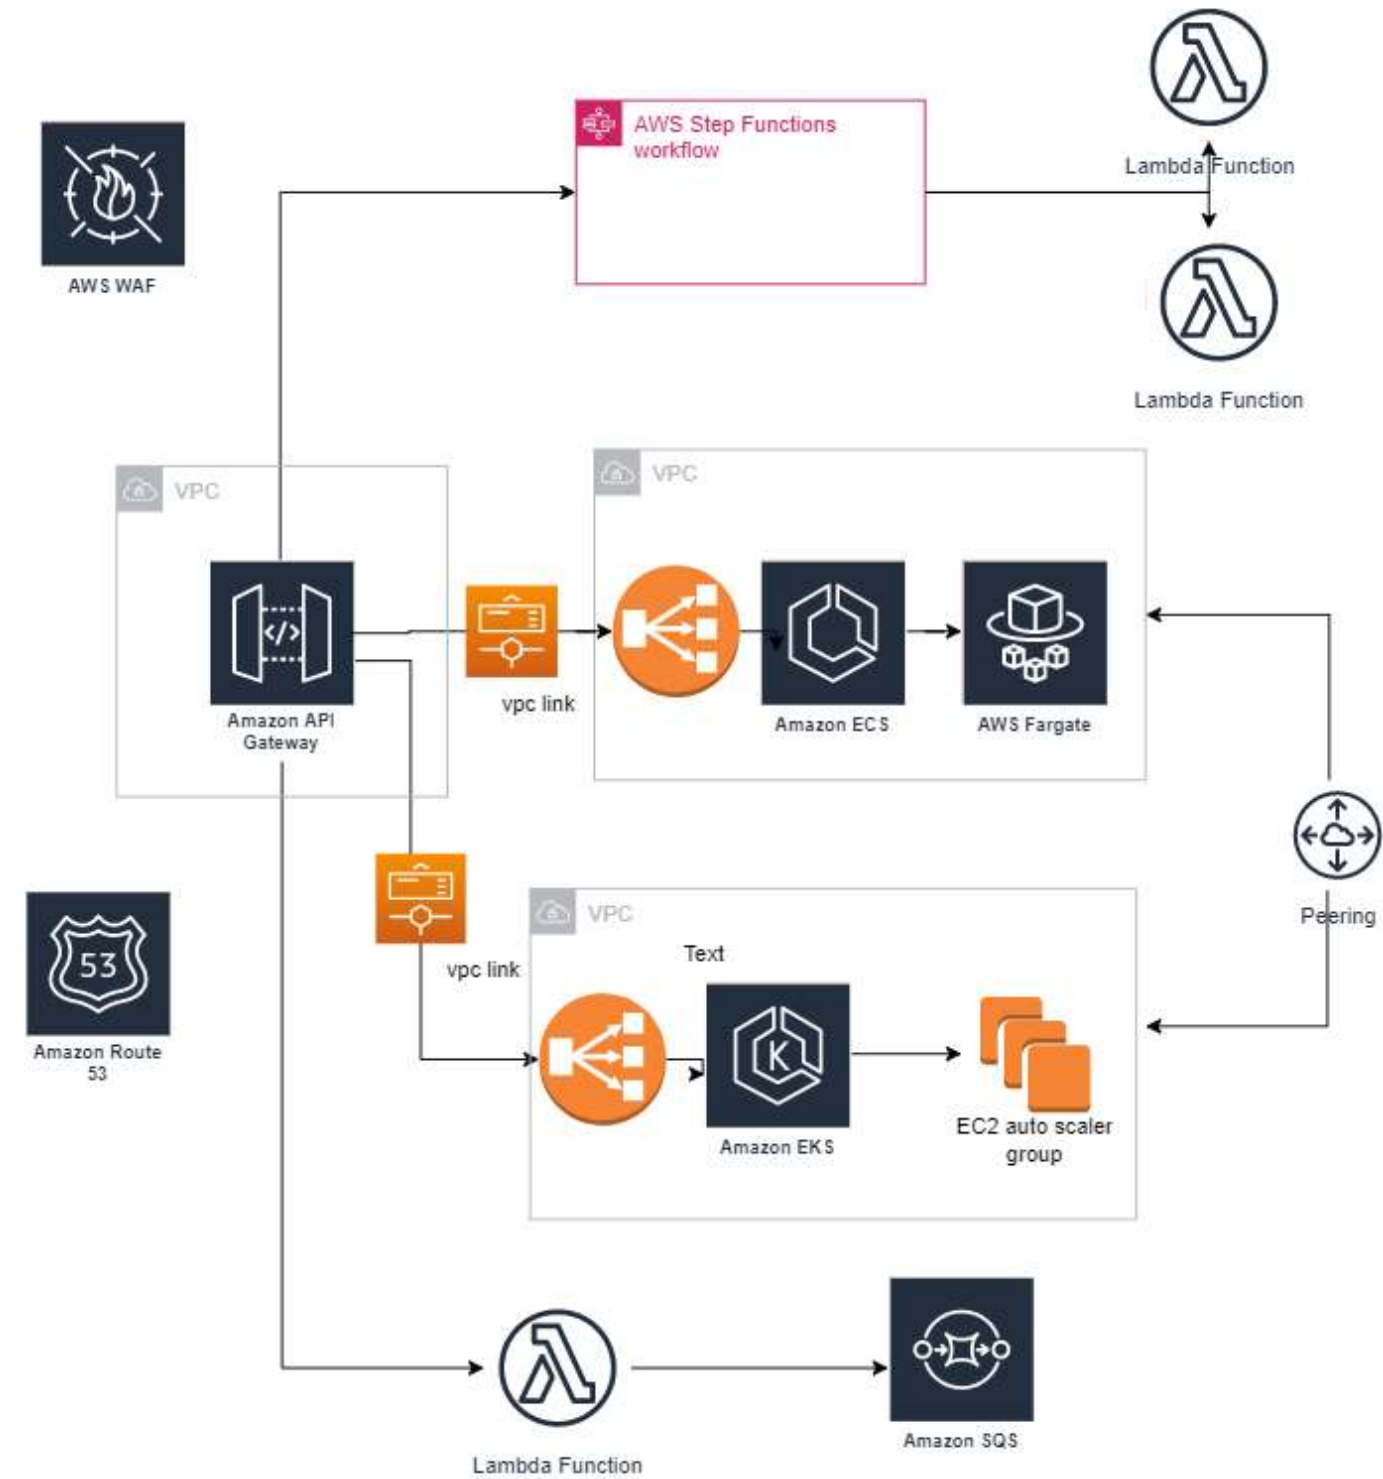 Lambda Function
AWS Step Functions
workflow
AWS WAF
Lambda Function
VPC
VPC
</>
vpc link
Amazon API
Gateway
Amazon ECS
AWS Fargate
Peering
VPC
Text
vpc link
53
K
Amazon Route
53
Amazon EKS
EC2 auto scaler
group
Amazon SQS
Lambda Function